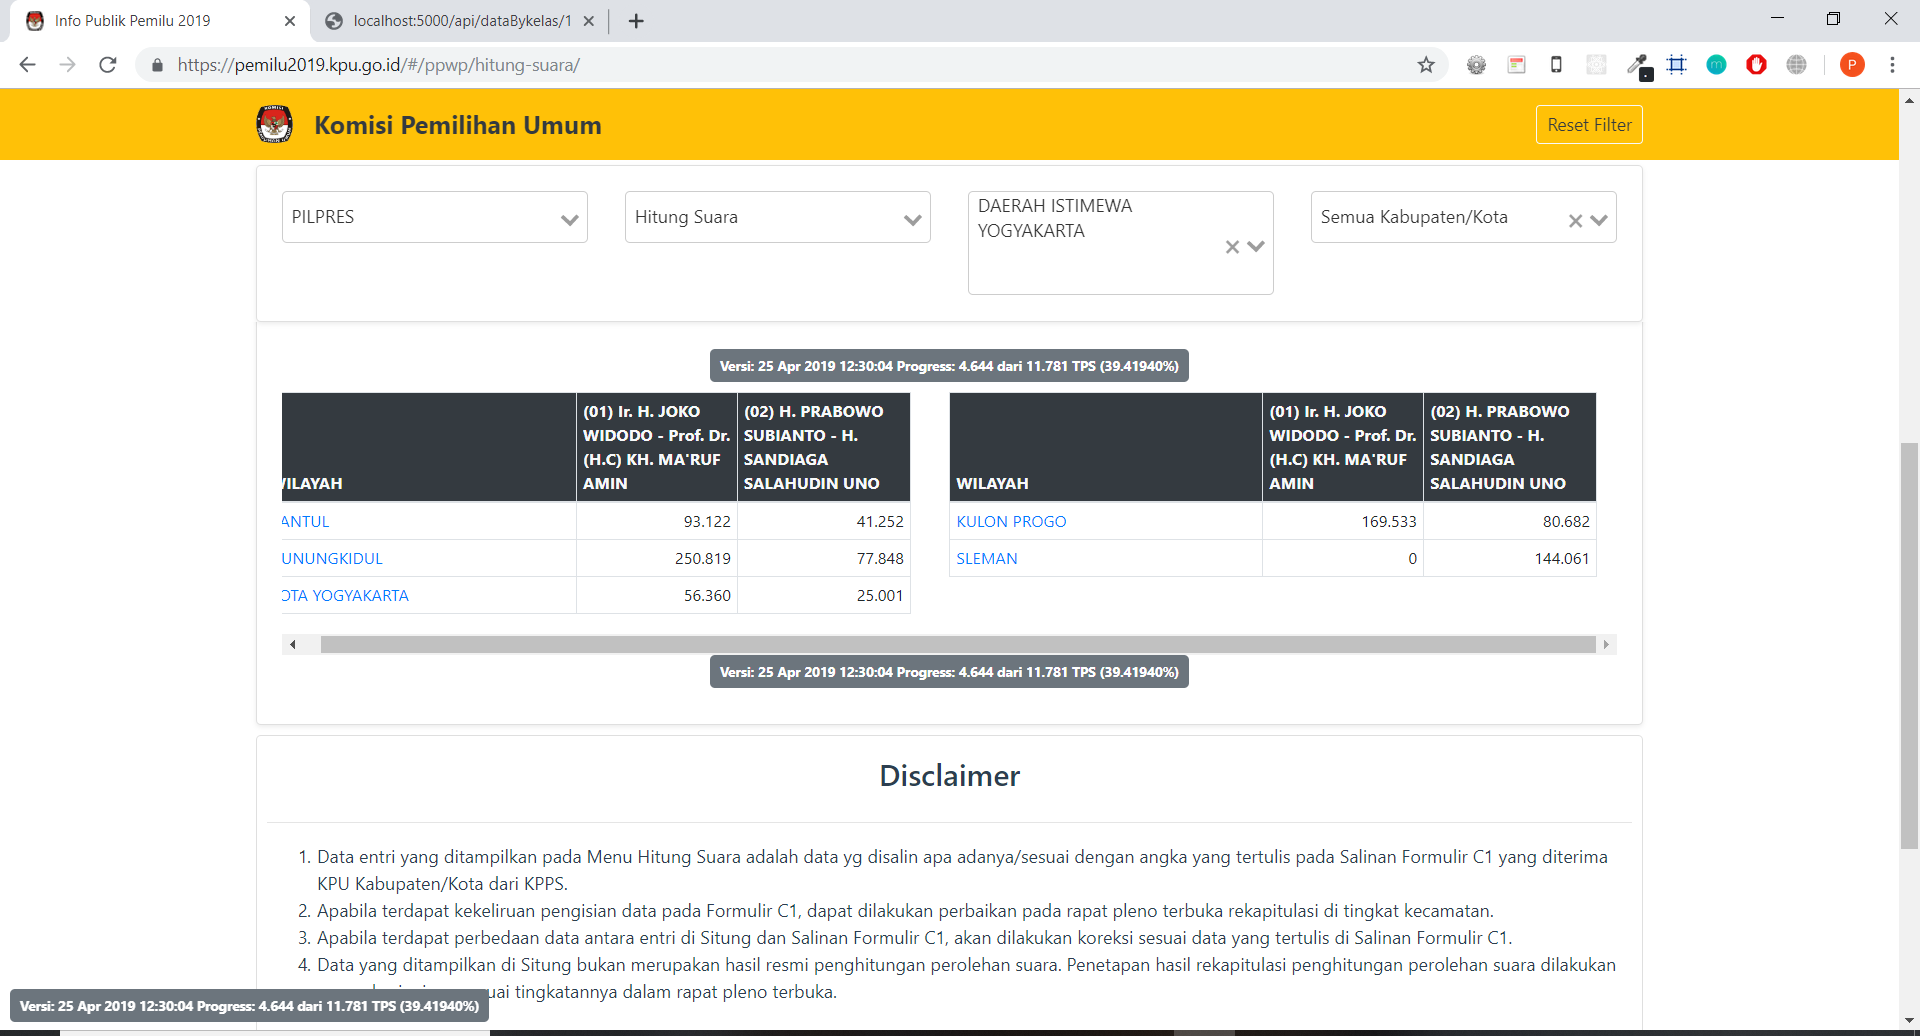 Info Publik Pemilu 2019
localhost:5000/api/dataBykelas/1
https://pemilu2019.kpu.go.id/#/ppwp/hitung-suara/
P
Komisi Pemilihan Umum
Reset Filter
PILPRES
Hitung Suara
DAERAH ISTIMEWA
YOGYAKARTA
Semua Kabupaten/Kota
Versi: 25 Apr 2019 12:30:04 Progress: 4.644 dari 11.781 TPS (39.41940%)
(01) Ir. H. JOKO
WIDODO - Prof. Dr.
(H.C) KH. MA'RUF
AMIN
(02) H. PRABOWO
SUBIANTO - H.
SANDIAGA
SALAHUDIN UNO
ILAYAH
ANTUL 93.122 41.252
UNUNGKIDUL 250.819 77.848
OTA YOGYAKARTA 56.360 25.001
WILAYAH
(01) Ir. H. JOKO
WIDODO - Prof. Dr.
(H.C) KH. MA'RUF
AMIN
(02) H. PRABOWO
SUBIANTO - H.
SANDIAGA
SALAHUDIN UNO
KULON PROGO 169.533 80.682
SLEMAN 0 144.061
Versi: 25 Apr 2019 12:30:04 Progress: 4.644 dari 11.781 TPS (39.41940%)
Disclaimer
1. Data entri yang ditampilkan pada Menu Hitung Suara adalah data yg disalin apa adanya/sesuai dengan angka yang tertulis pada Salinan Formulir C1 yang diterima
KPU Kabupaten/Kota dari KPPS.
2. Apabila terdapat kekeliruan pengisian data pada Formulir C1, dapat dilakukan perbaikan pada rapat pleno terbuka rekapitulasi di tingkat kecamatan.
3. Apabila terdapat perbedaan data antara entri di Situng dan Salinan Formulir C1, akan dilakukan koreksi sesuai data yang tertulis di Salinan Formulir C1.
4. Data yang ditampilkan di Situng bukan merupakan hasil resmi penghitungan perolehan suara. Penetapan hasil rekapitulasi penghitungan perolehan suara dilakukan
uai tingkatannya dalam rapat pleno terbuka.
Versi: 25 Apr 2019 12:30:04 Progress: 4.644 dari 11.781 TPS (39.41940%)